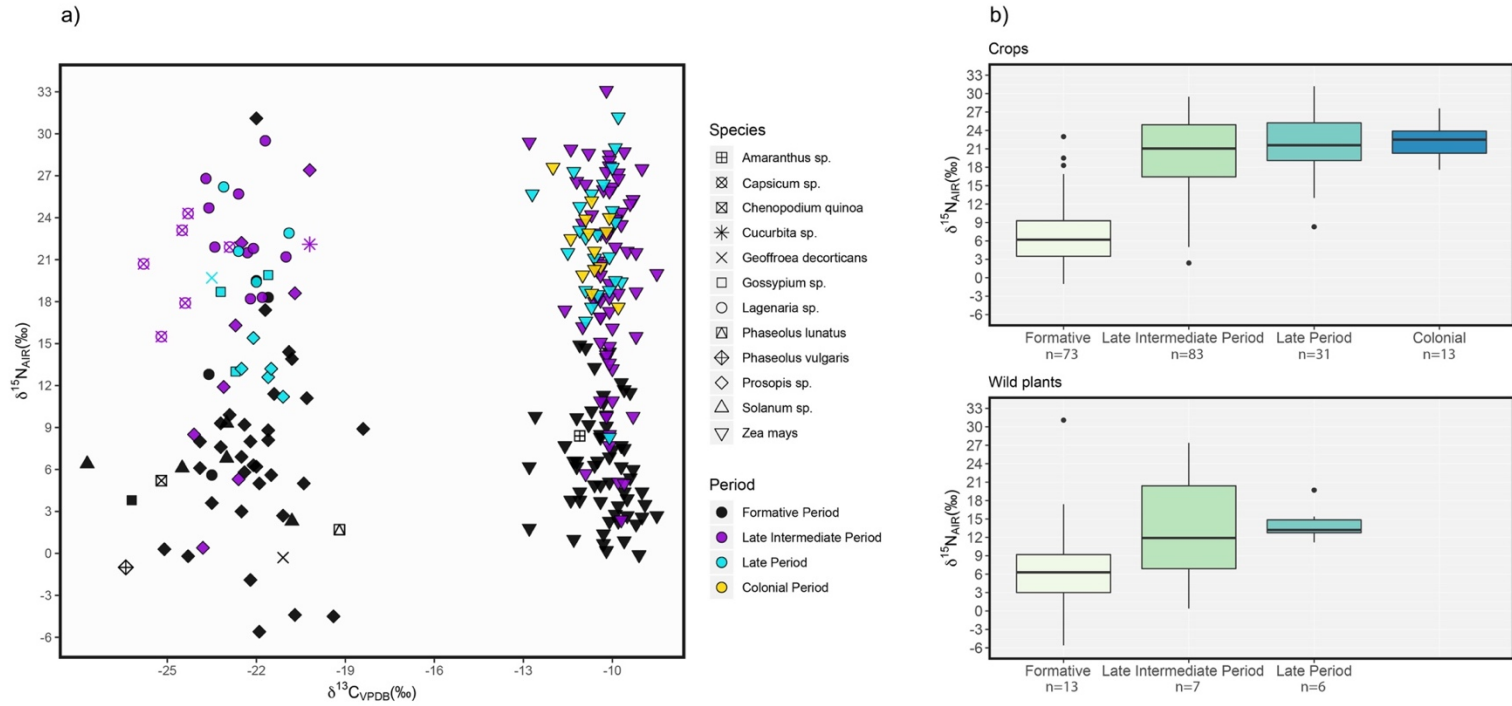 a)
33
30
27
24
21
18
15
12
9
6
3
0
-3
-6
δ15NAIR(‰)
-25
-22
-19
-16
-13
-10
δ13CVPDB(‰)
Species
Amaranthus sp.
Capsicum sp.
Chenopodium quinoa
Cucurbita sp.
Geoffroea decorticans
Gossypium sp.
Lagenaria sp.
Phaseolus lunatus
Phaseolus vulgaris
Prosopis sp.
Solanum sp.
Zea mays
Period
Formative Period
Late Intermediate Period
Late Period
Colonial Period
b)
Crops
33
30
27
24
21
18
15
12
9
6
3
0
-3
-6
δ15NAIR(‰)
Formative Late Intermediate Period Late Period Colonial
n=73 n=83 n=31 n=13
Wild plants
33
30
27
24
21
18
15
12
9
6
3
0
-3
-6
δ15NAIR(‰)
Formative Late Intermediate Period Late Period
n=13 n=7 n=6